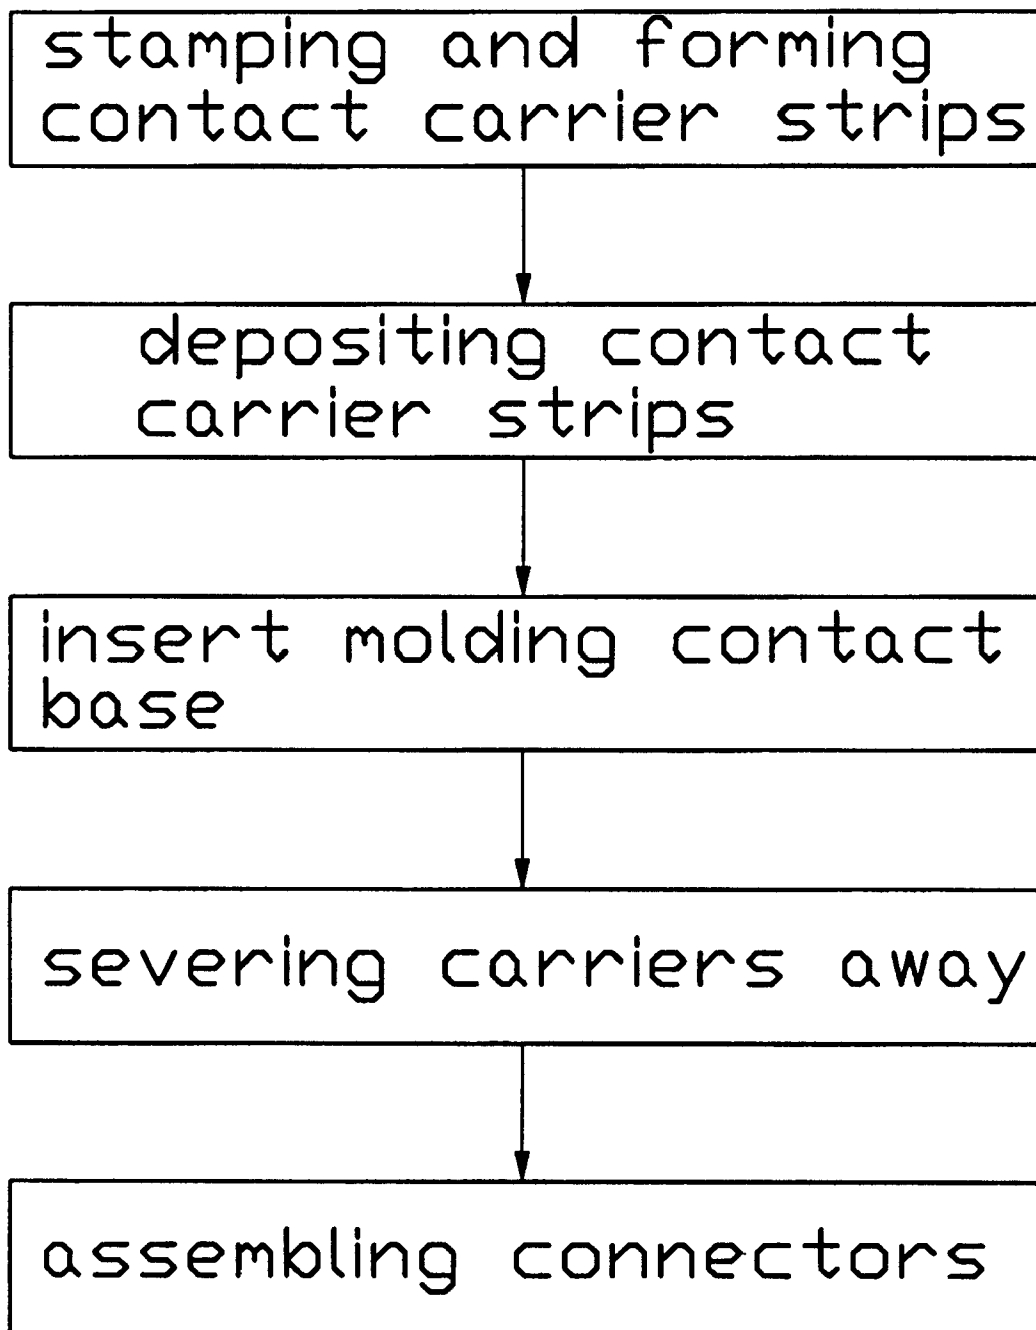 stamping and forming
contact carrier strips
depositing contact
carrier strips
insert molding contact
base
severing carriers away
assembling connectors